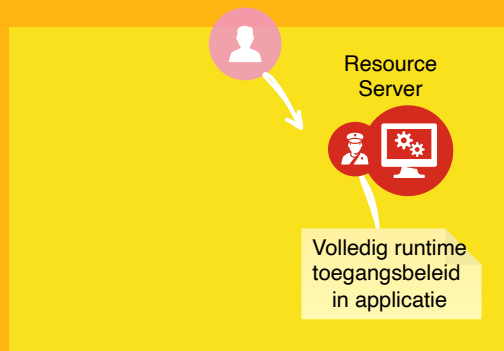 Resource
Server
Volledig runtime
toegangsbeleid
in applicatie